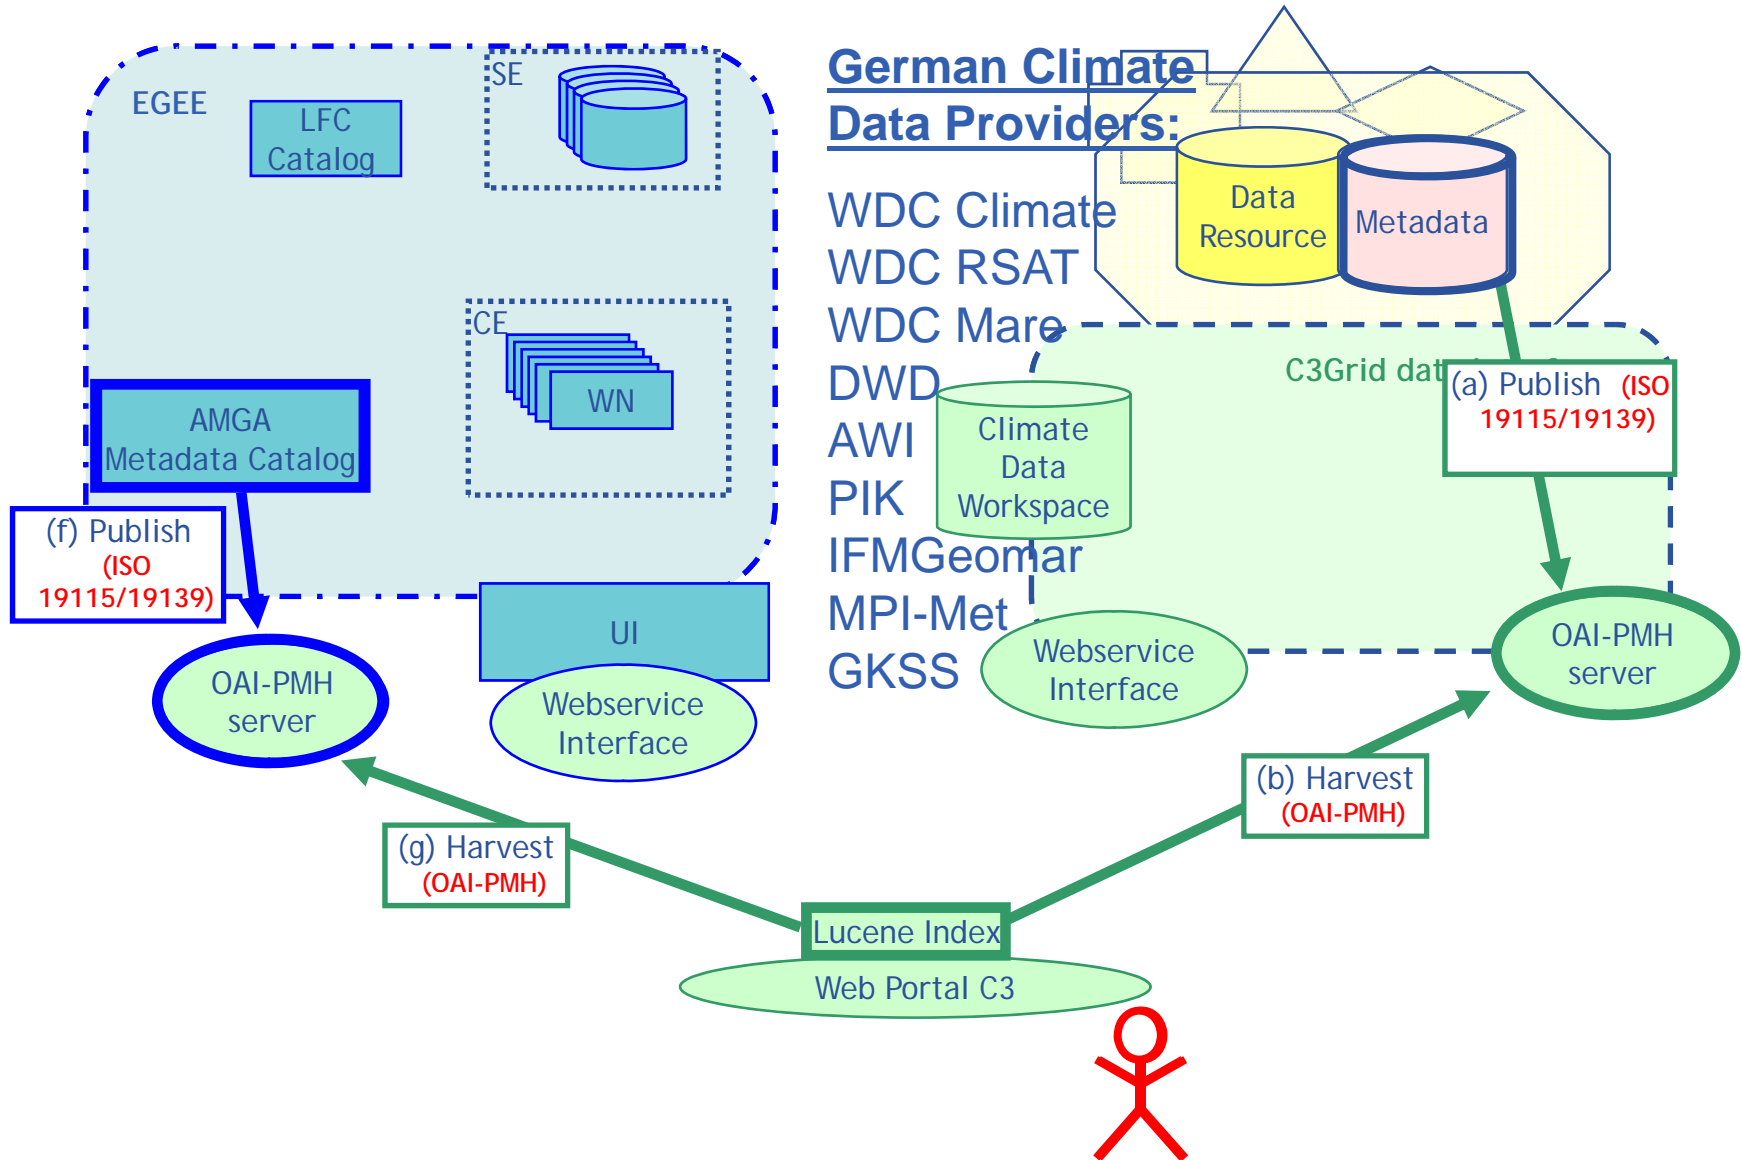 EGEE
LFC
Catalog
SE
CE
WN
AMGA
Metadata Catalog
(f) Publish
(ISO
19115/19139)
OAI-PMH
server
UI
Webservice
Interface
(g) Harvest
(OAI-PMH)
German Climate
Data Providers:
WDC Climate
WDC RSAT
WDC Mare
DWD
AWI
PIK
IFMGeomar
MPI-Met
GKSS
Data
Resource
Metadata
C3Grid
(a) Publish (ISO
19115/19139)
Climate
Data
Workspace
Webservice
Interface
OAI-PMH
server
(b) Harvest
(OAI-PMH)
Lucene Index
Web Portal C3